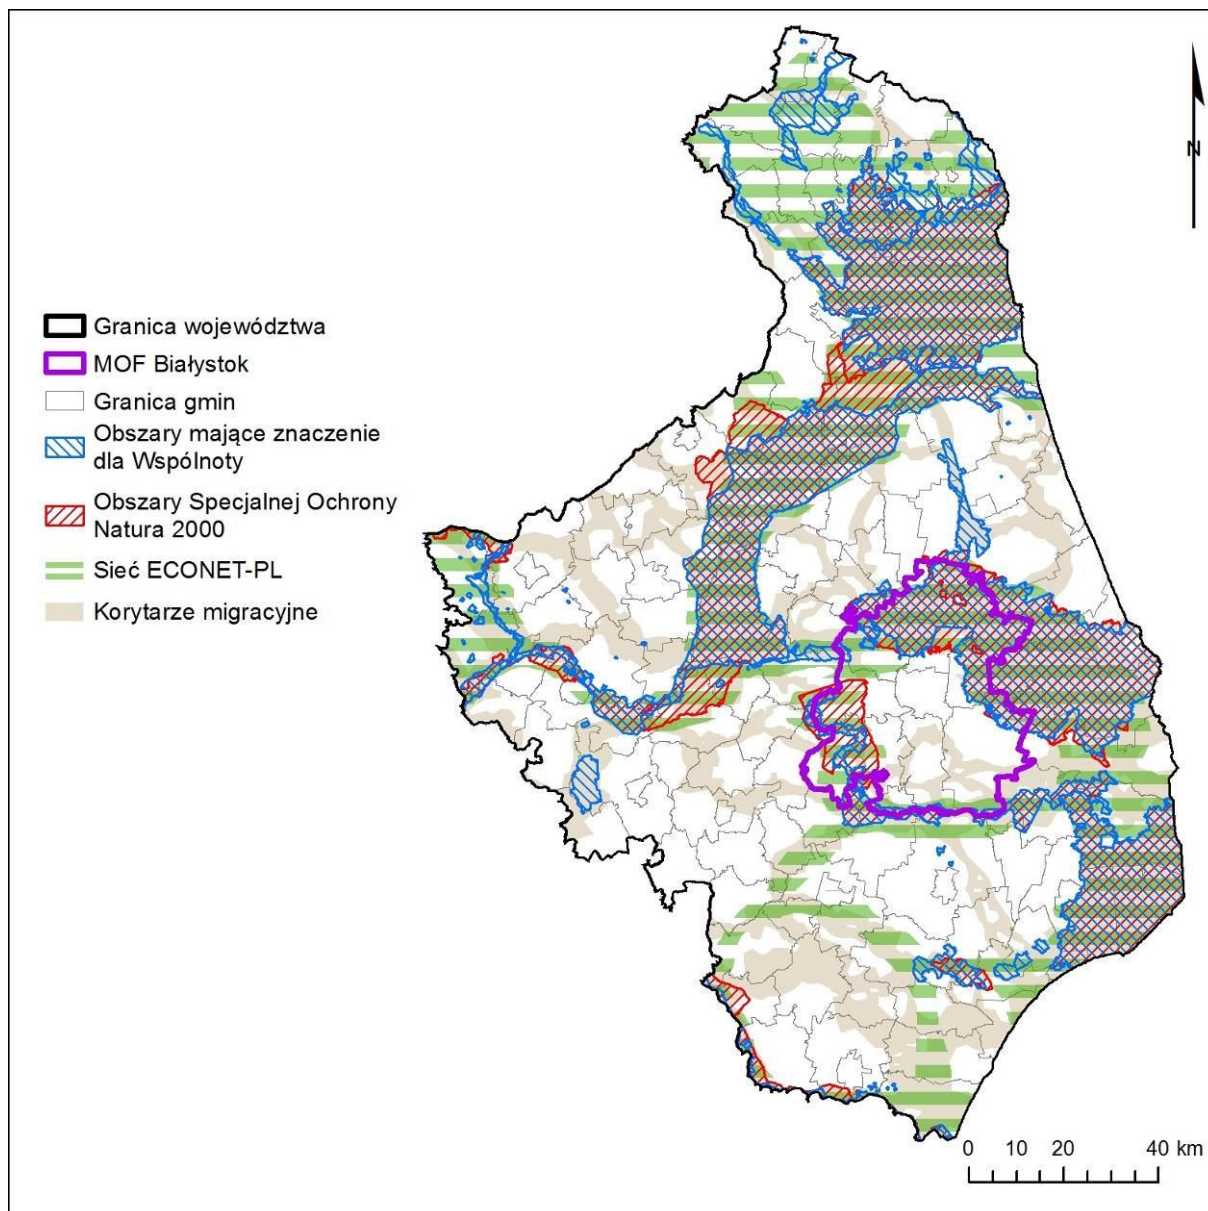 N
Granica województwa
MOF Białystok
Granica gmin
Obszary mające znaczenie
dla Wspólnoty
Obszary Specjalnej Ochrony
Natura 2000
Sieć ECONET-PL
Korytarze migracyjne
0 10 20 40 km